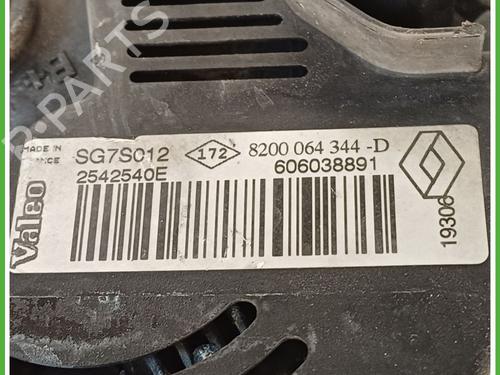 B+
B-PARTS
MADE IN FRANCE
SG7S012
172
8200 064 344 -D
2542540E
606038891
Valeo
19306